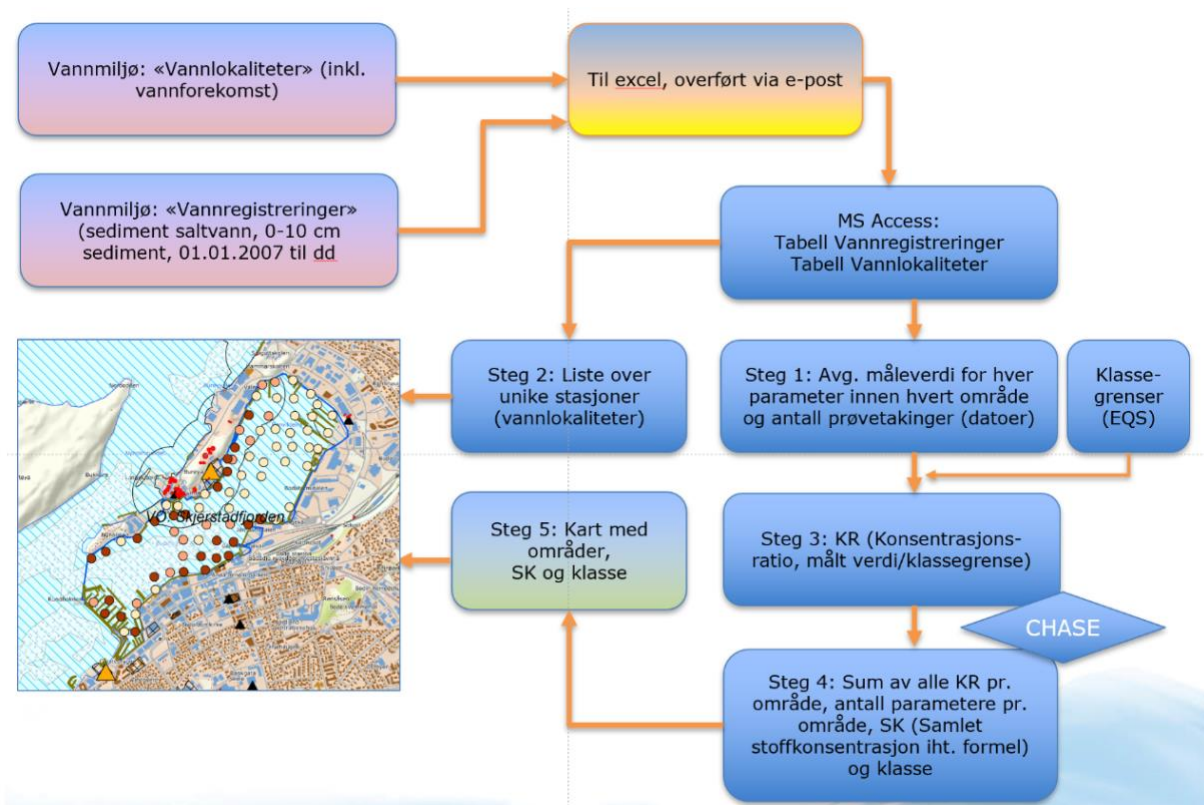 Vannmiljø: «Vannlokaliteter» (inkl.
vannforekomst)
Til excel, overført via e-post
Vannmiljø: «Vannregistreringer»
(sediment saltvann, 0-10 cm
sediment, 01.01.2007 til dd
MS Access:
Tabell Vannregistreringer
Tabell Vannlokaliteter
Steg 2: Liste over
unike stasjoner
(vannlokaliteter)
Steg 1: Avg. måleverdi for hver
parameter innen hvert område
og antall prøvetakinger (datoer)
Klasse-
grenser
(EQS)
VO: Skjerstadfjorden
Steg 5: Kart med
områder,
SK og klasse
Steg 3: KR (Konsentrasjons-
ratio, målt verdi/klassegrense)
CHASE
Steg 4: Sum av alle KR pr.
område, antall parametere pr.
område, SK (Samlet
stoffkonsentrasjon iht. formel)
og klasse